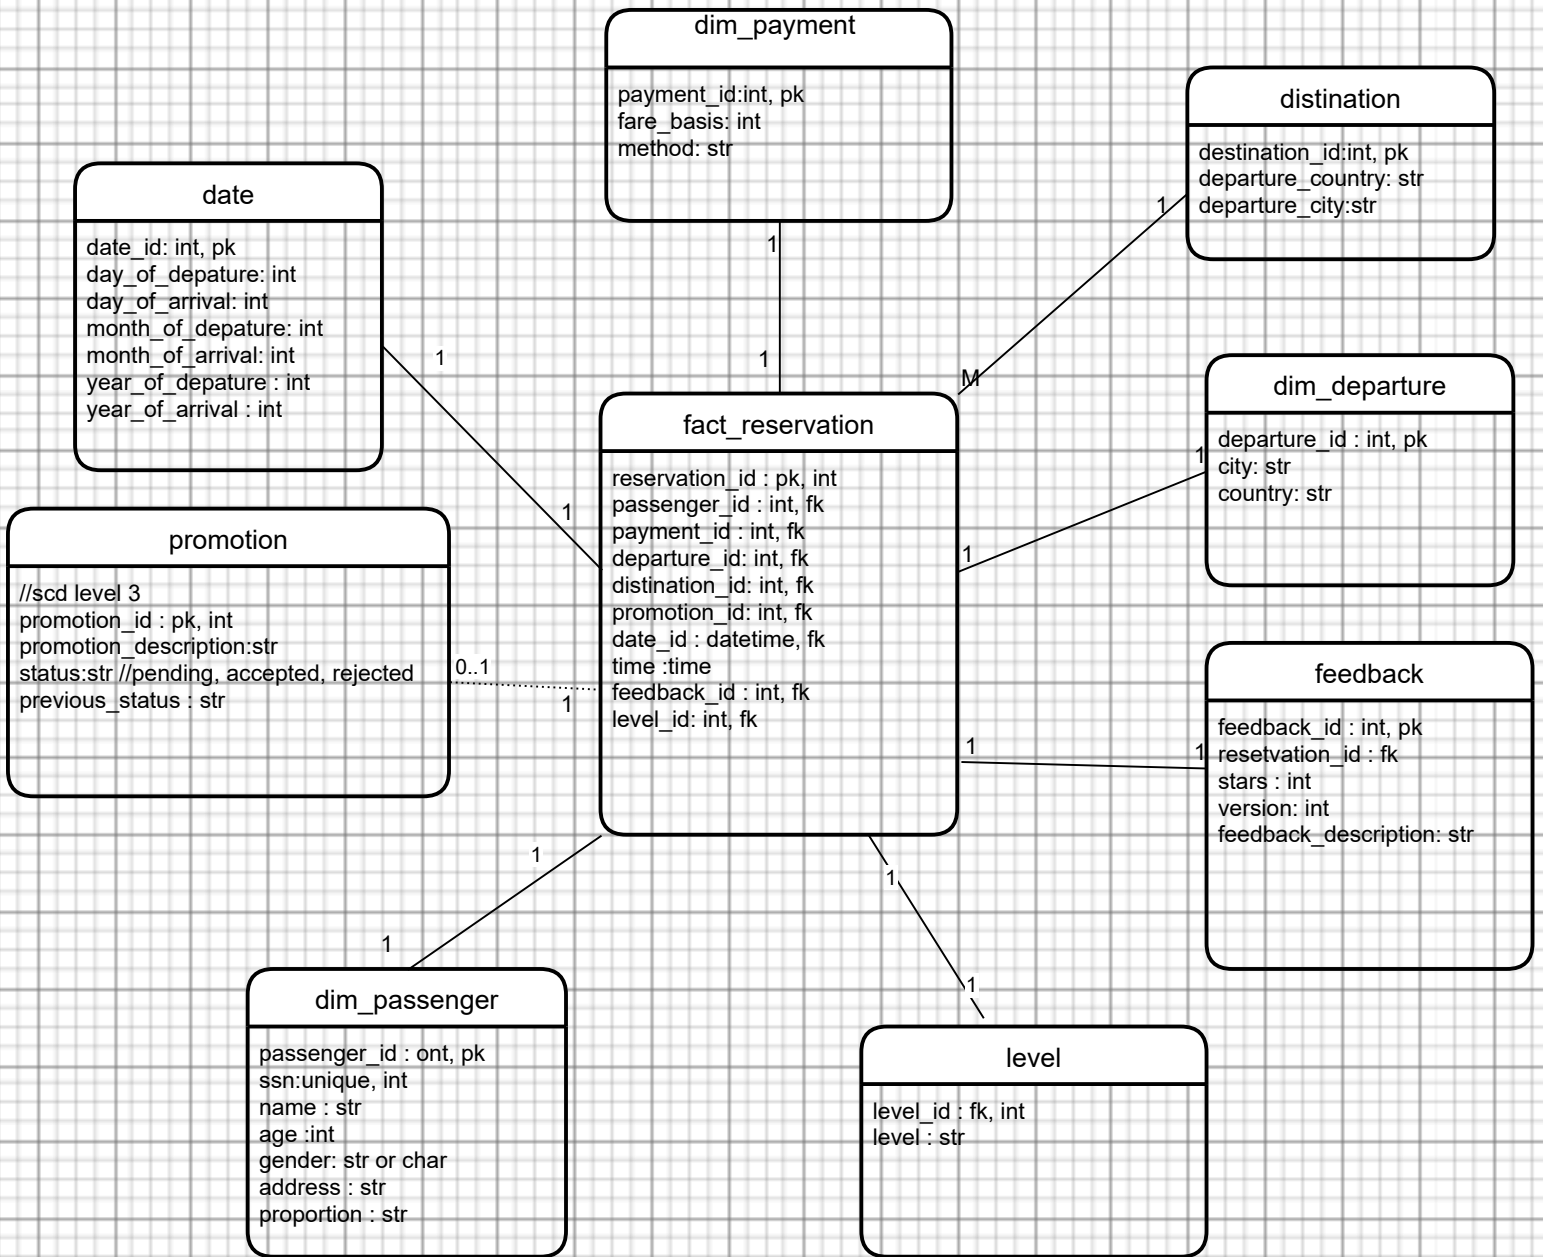 dim_payment
payment_id:int, pk
fare_basis: int
method: str
distination
destination_id:int, pk
departure_country: str
departure_city:str
date
date_id: int, pk
day_of_depature: int
day_of_arrival: int
month_of_depature: int
month_of_arrival: int
year_of_depature : int
year_of_arrival : int
1
1
1
1
M
1
1
fact_reservation
reservation_id : pk, int
passenger_id : int, fk
payment_id : int, fk
departure_id: int, fk
distination_id: int, fk
promotion_id: int, fk
date_id : datetime, fk
time :time
feedback_id : int, fk
level_id: int, fk
dim_departure
departure_id : int, pk
city: str
country: str
1
1
promotion
//scd level 3
promotion_id : pk, int
promotion_description:str
status:str //pending, accepted, rejected
previous_status : str
0..1
1
feedback
feedback_id : int, pk
resetvation_id : fk
stars : int
version: int
feedback_description: str
1
1
1
1
1
1
dim_passenger
passenger_id : ont, pk
ssn:unique, int
name : str
age :int
gender: str or char
address : str
proportion : str
level
level_id : fk, int
level : str